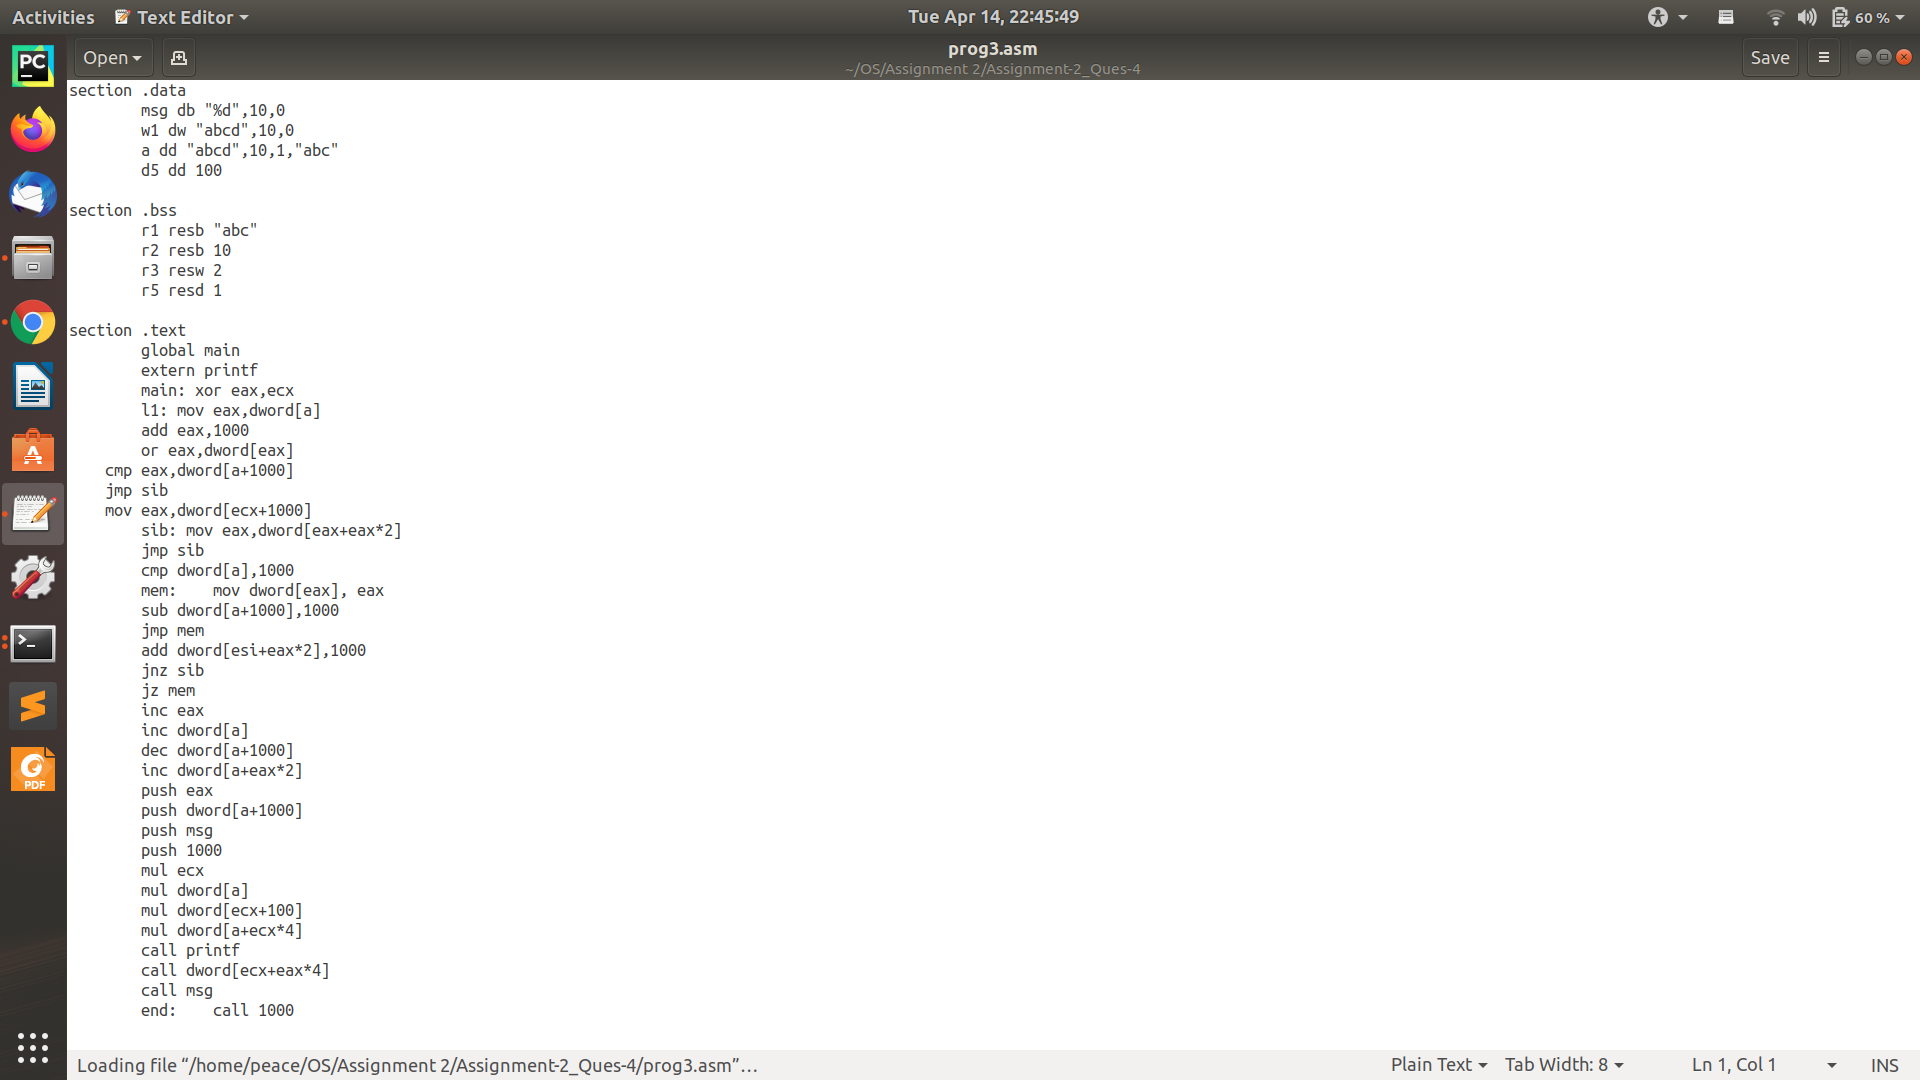 Activities Text Editor Tue Apr 14, 22:45:49 60 %
Open prog3.asm Save
~/OS/Assignment 2/Assignment-2_Ques-4
section .data
msg db "%d",10,0
w1 dw "abcd",10,0
a dd "abcd",10,1,"abc"
d5 dd 100
section .bss
r1 resb "abc"
r2 resb 10
r3 resw 2
r5 resd 1
section .text
global main
extern printf
main: xor eax,ecx
l1: mov eax,dword[a]
add eax,1000
or eax,dword[eax]
cmp eax,dword[a+1000]
jmp sib
mov eax,dword[ecx+1000]
sib: mov eax,dword[eax+eax*2]
jmp sib
cmp dword[a],1000
mem: mov dword[eax], eax
sub dword[a+1000],1000
jmp mem
add dword[esi+eax*2],1000
jnz sib
jz mem
inc eax
inc dword[a]
dec dword[a+1000]
inc dword[a+eax*2]
push eax
push dword[a+1000]
push msg
push 1000
mul ecx
mul dword[a]
mul dword[ecx+100]
mul dword[a+ecx*4]
call printf
call dword[ecx+eax*4]
call msg
end: call 1000
Loading file “/home/peace/OS/Assignment 2/Assignment-2_Ques-4/prog3.asm”… Plain Text Tab Width: 8 Ln 1, Col 1 INS
PC
PDF